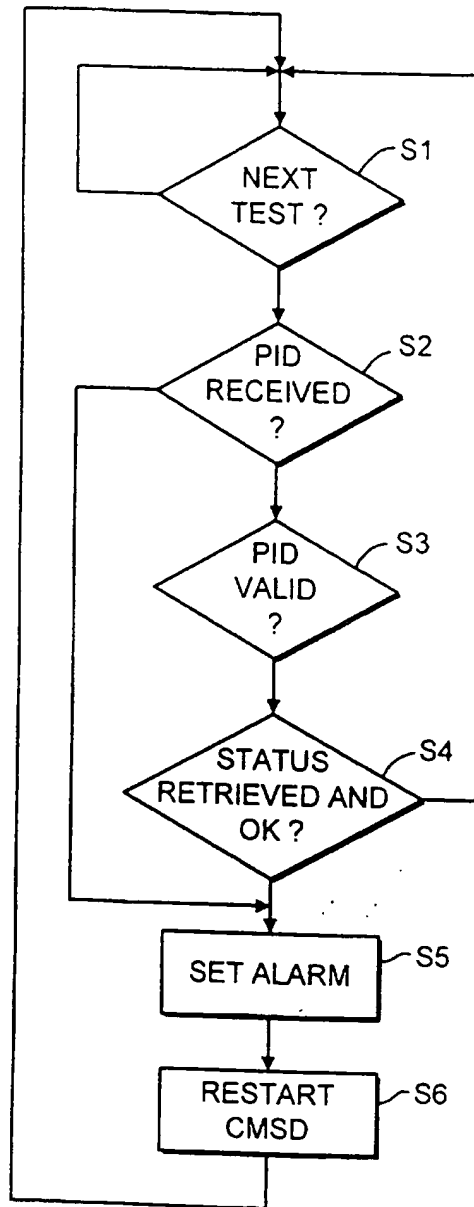 NEXT
TEST ?
S1
PID
RECEIVED
?
S2
PID
VALID
?
S3
STATUS
RETRIEVED AND
OK ?
S4
SET ALARM
S5
RESTART
CMSD
S6